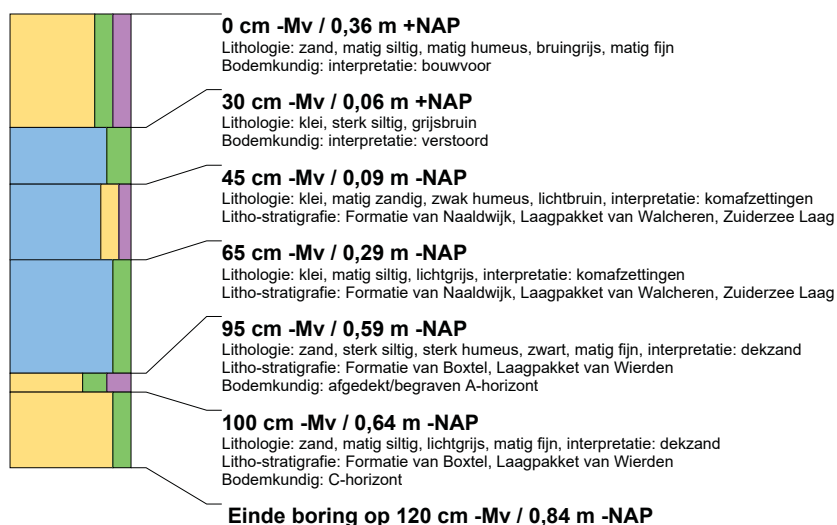 0 cm -Mv / 0,36 m +NAP
Lithologie: zand, matig siltig, matig humeus, bruingrijs, matig fijn
Bodemkundig: interpretatie: bouwvoor
30 cm -Mv / 0,06 m +NAP
Lithologie: klei, sterk siltig, grijsbruin
Bodemkundig: interpretatie: verstoord
45 cm -Mv / 0,09 m -NAP
Lithologie: klei, matig zandig, zwak humeus, lichtbruin, interpretatie: komafzettingen
Litho-stratigrafie: Formatie van Naaldwijk, Laagpakket van Walcheren, Zuiderzee Laag
65 cm -Mv / 0,29 m -NAP
Lithologie: klei, matig siltig, lichtgrijs, interpretatie: komafzettingen
Litho-stratigrafie: Formatie van Naaldwijk, Laagpakket van Walcheren, Zuiderzee Laag
95 cm -Mv / 0,59 m -NAP
Lithologie: zand, sterk siltig, sterk humeus, zwart, matig fijn, interpretatie: dekzand
Litho-stratigrafie: Formatie van Boxtel, Laagpakket van Wierden
Bodemkundig: afgedekt/begraven A-horizont
100 cm -Mv / 0,64 m -NAP
Lithologie: zand, matig siltig, lichtgrijs, matig fijn, interpretatie: dekzand
Litho-stratigrafie: Formatie van Boxtel, Laagpakket van Wierden
Bodemkundig: C-horizont
Einde boring op 120 cm -Mv / 0,84 m -NAP